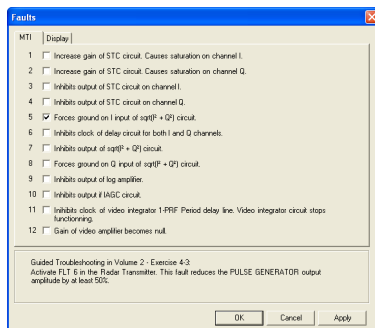 Faults
MTI
Display
1 Increase gain of STC circuit. Causes saturation on channel I.
2 Increase gain of STC circuit. Causes saturation on channel Q.
3 Inhibits output of STC circuit on channel I.
4 Inhibits output of STC circuit on channel Q.
5 Forces ground on I input of sqrt(I² + Q²) circuit.
6 Inhibits clock of delay circuit for both I and Q channels.
7 Inhibits output of sqrt(I² + Q²) circuit.
8 Forces ground on Q input of sqrt(I² + Q²) circuit.
9 Inhibits output of log amplifier.
10 Inhibits output if IAGC circuit.
11 Inihibits clock of video integrator 1-PRF Period delay line. Video integrator circuit stops
functionning.
12 Gain of video amplifier becomes null.
Guided Troubleshooting in Volume 2 - Exercise 4-3:
Activate FLT 6 in the Radar Transmitter. This fault reduces the PULSE GENERATOR output
amplitude by at least 50%.
OK
Cancel
Apply